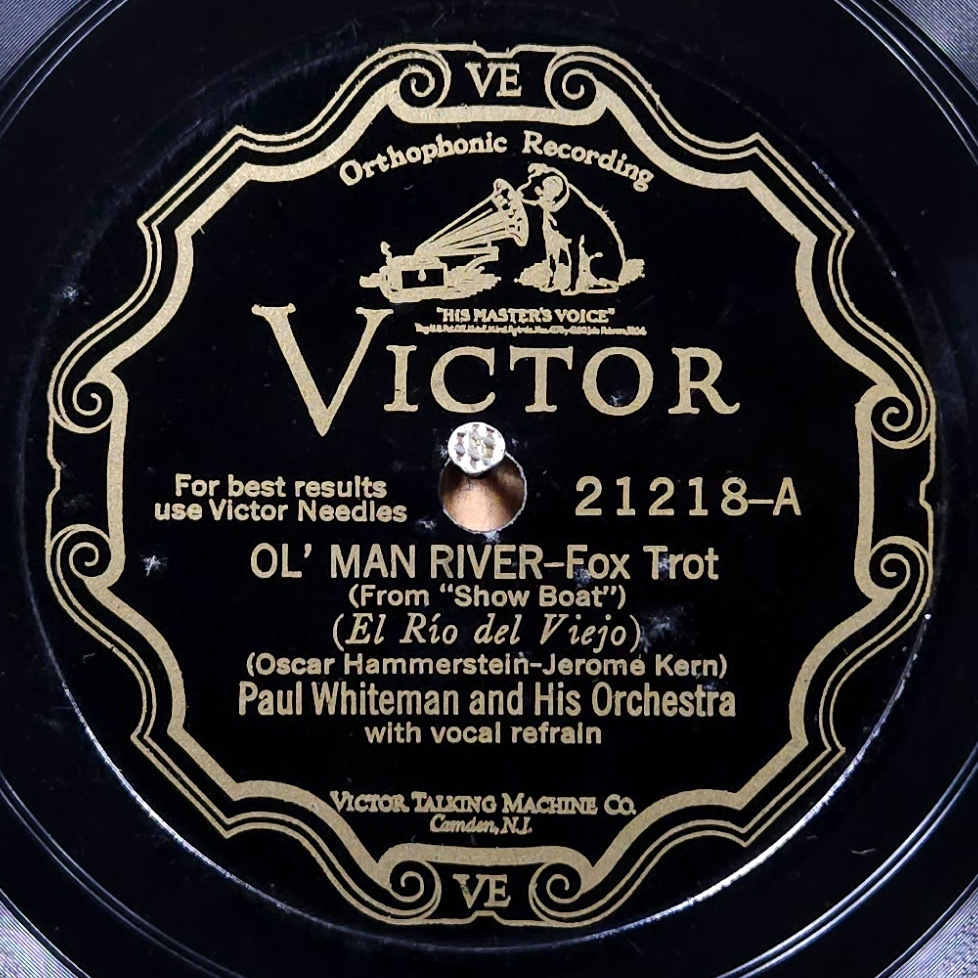 VE
Orthophonic Recording
"HIS MASTER'S VOICE"
VICTOR
For best results
use Victor Needles
21218-A
OL' MAN RIVER-Fox Trot
(From "Show Boat")
(El Río del Viejo)
(Oscar Hammerstein-Jerome Kern)
Paul Whiteman and His Orchestra
with vocal refrain
VICTOR TALKING MACHINE CO.
Camden, N.J.
VE